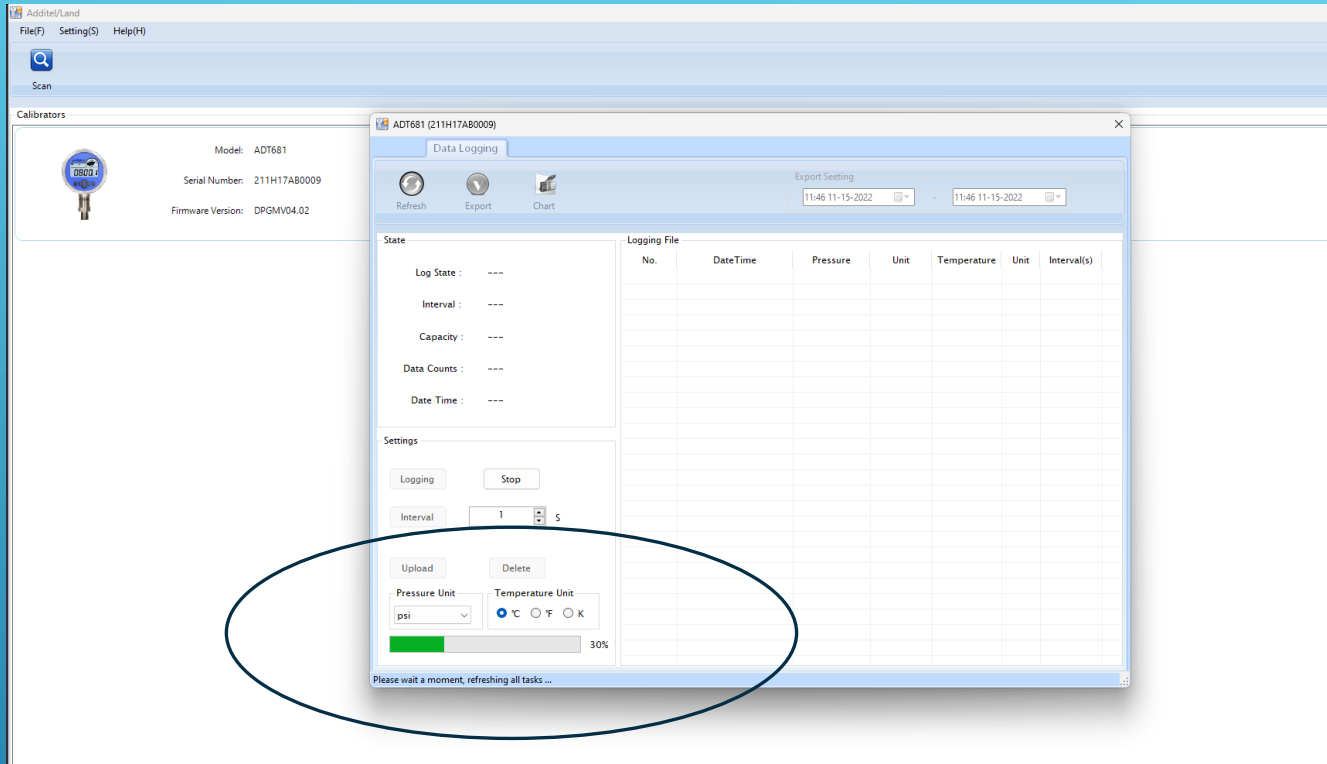 Additel/Land
File(F) Setting(S) Help(H)
Scan
Calibrators
Model: ADT681
Serial Number: 211H17AB0009
Firmware Version: DPGMV04.02
ADT681 (211H17AB0009)
Data Logging
Refresh Export Chart
Export Seeting
11:46 11-15-2022 - 11:46 11-15-2022
State
Log State : ---
Interval : ---
Capacity : ---
Data Counts : ---
Date Time : ---
Logging File
No. DateTime Pressure Unit Temperature Unit Interval(s)
Settings
Logging Stop
Interval 1 S
Upload Delete
Pressure Unit Temperature Unit
psi ℃ ℉ K
30%
Please wait a moment, refreshing all tasks ...